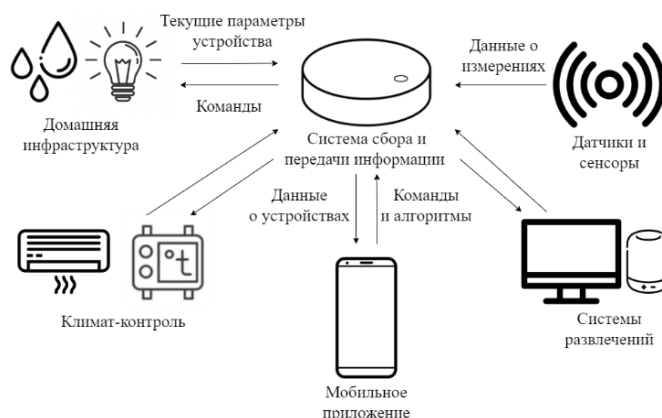 Текущие параметры
устройства
Команды
Домашняя
инфраструктура
Данные о
измерениях
Датчики и
сенсоры
Система сбора и
передачи информации
Данные
о устройствах
Команды
и алгоритмы
°t
Климат-контроль
Системы
развлечений
Мобильное
приложение